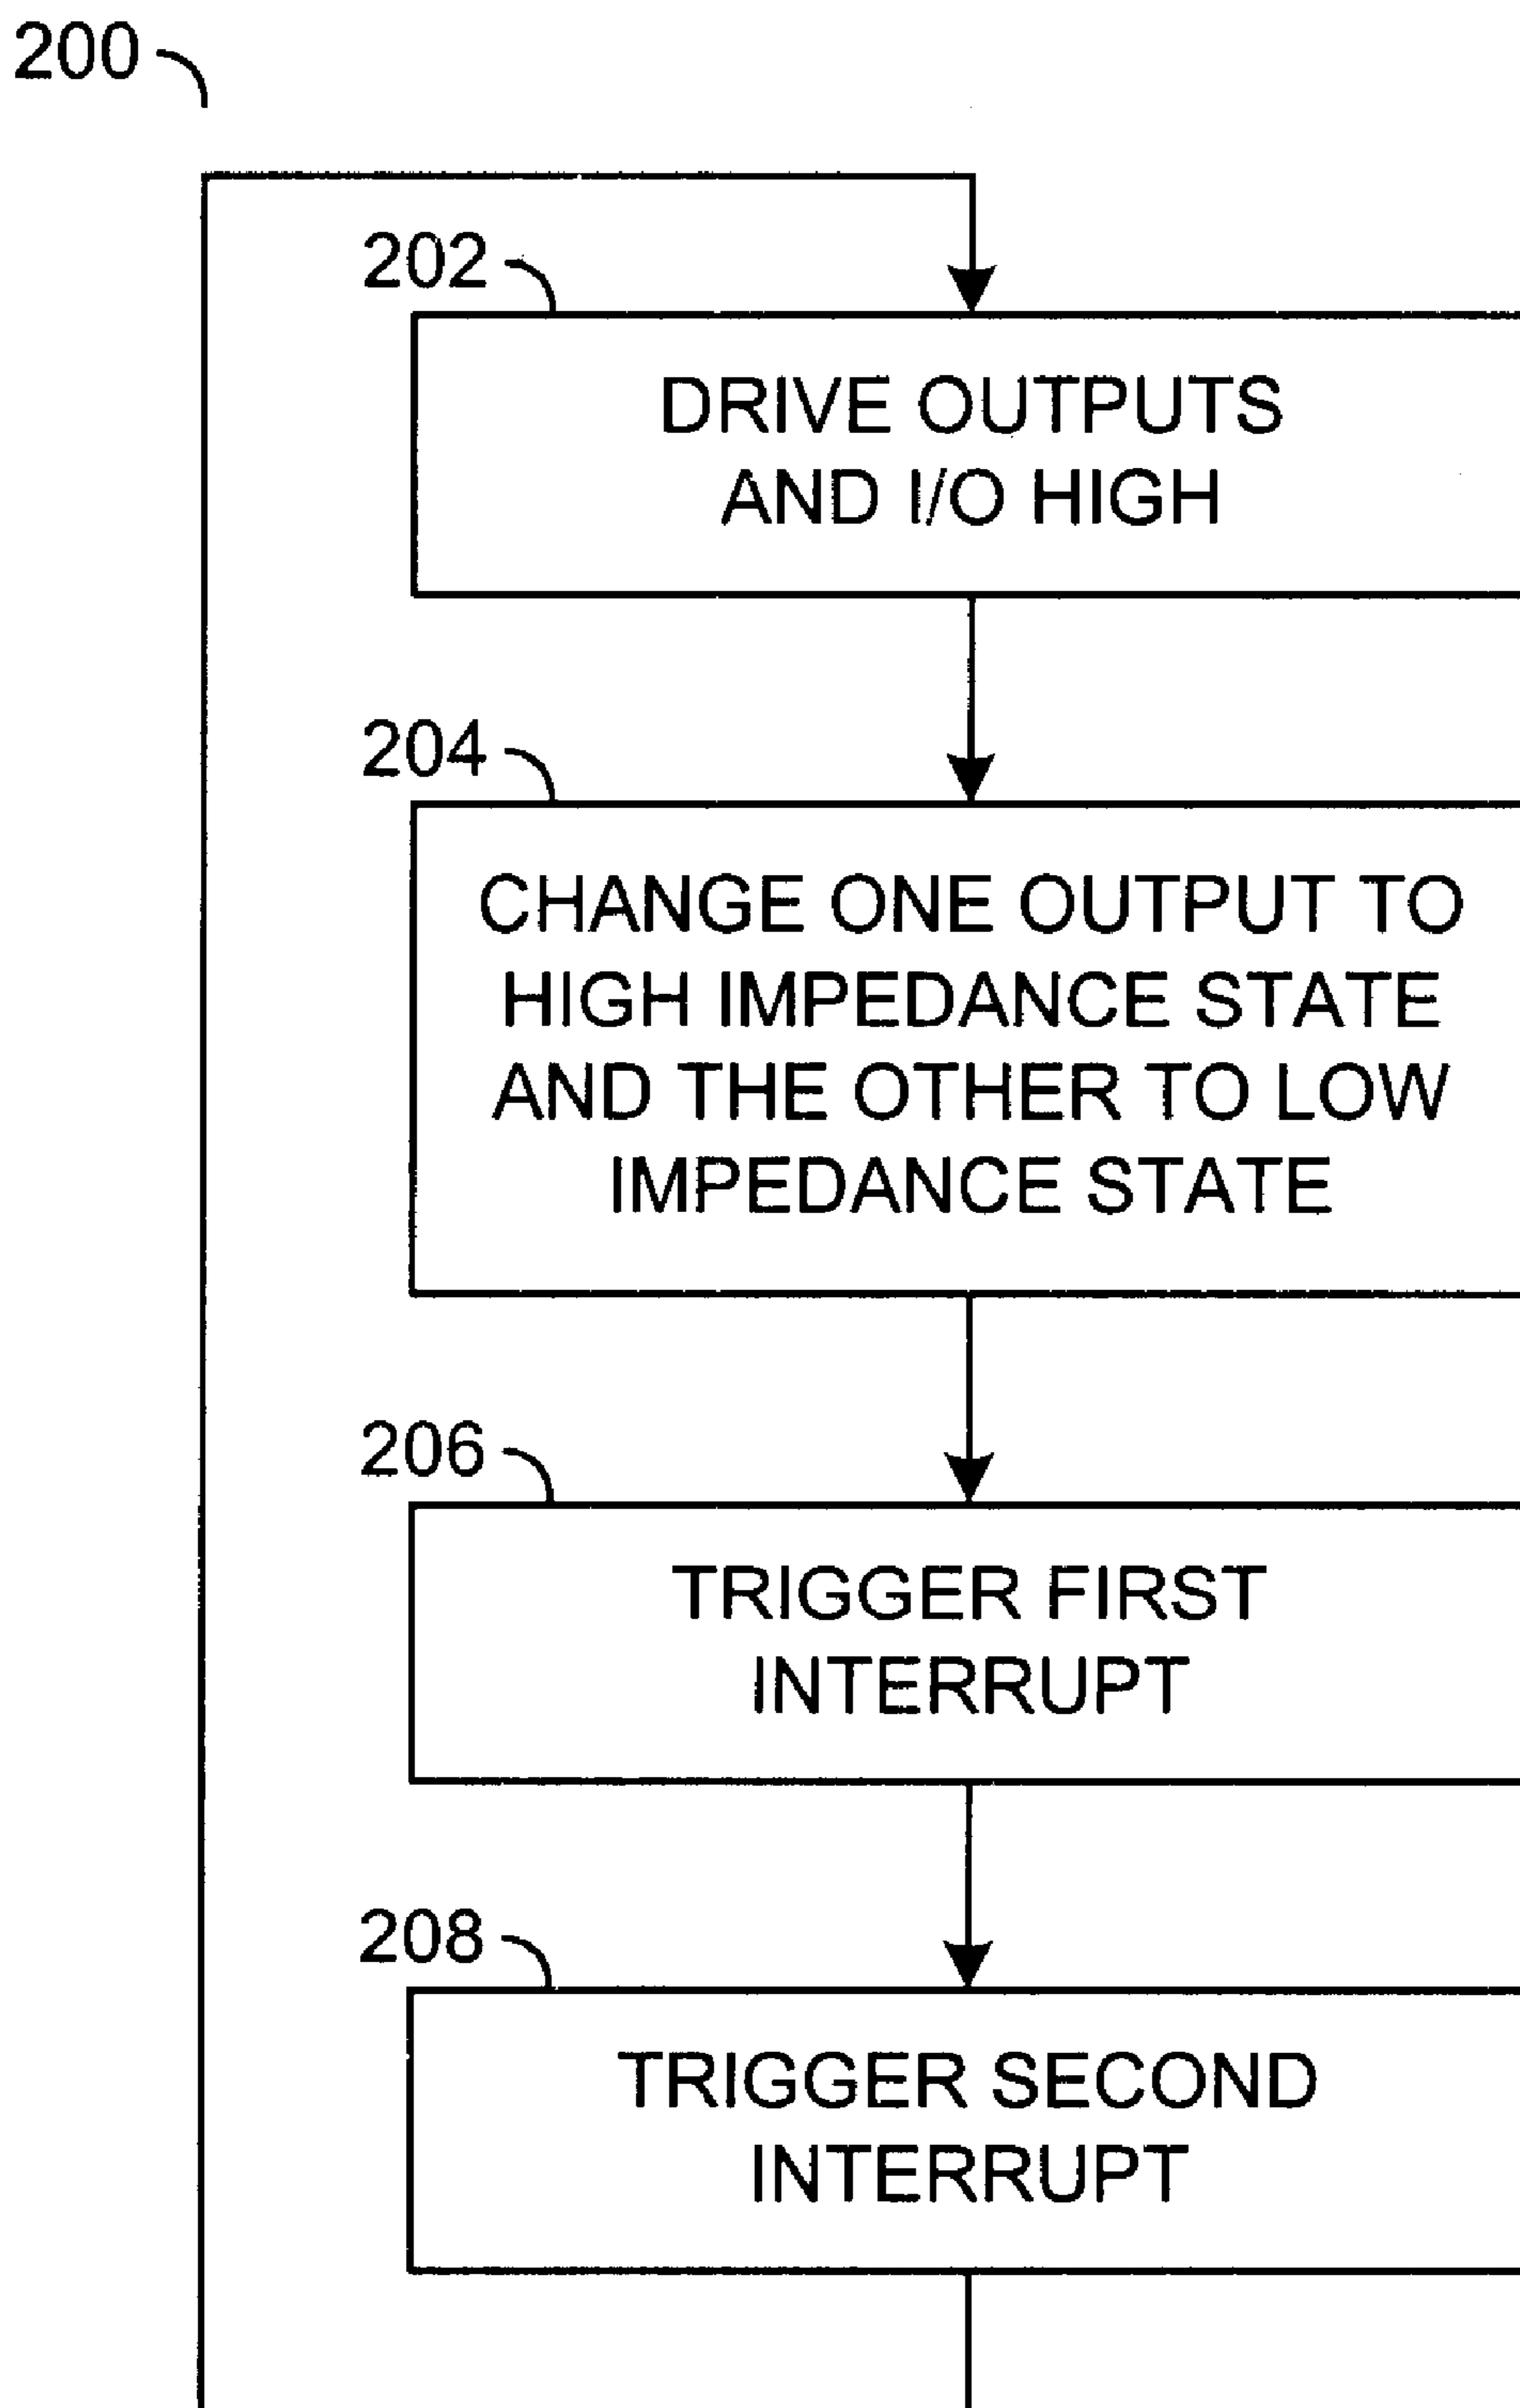 200
202
DRIVE OUTPUTS
AND I/O HIGH
204
CHANGE ONE OUTPUT TO
HIGH IMPEDANCE STATE
AND THE OTHER TO LOW
IMPEDANCE STATE
206
TRIGGER FIRST
INTERRUPT
208
TRIGGER SECOND
INTERRUPT